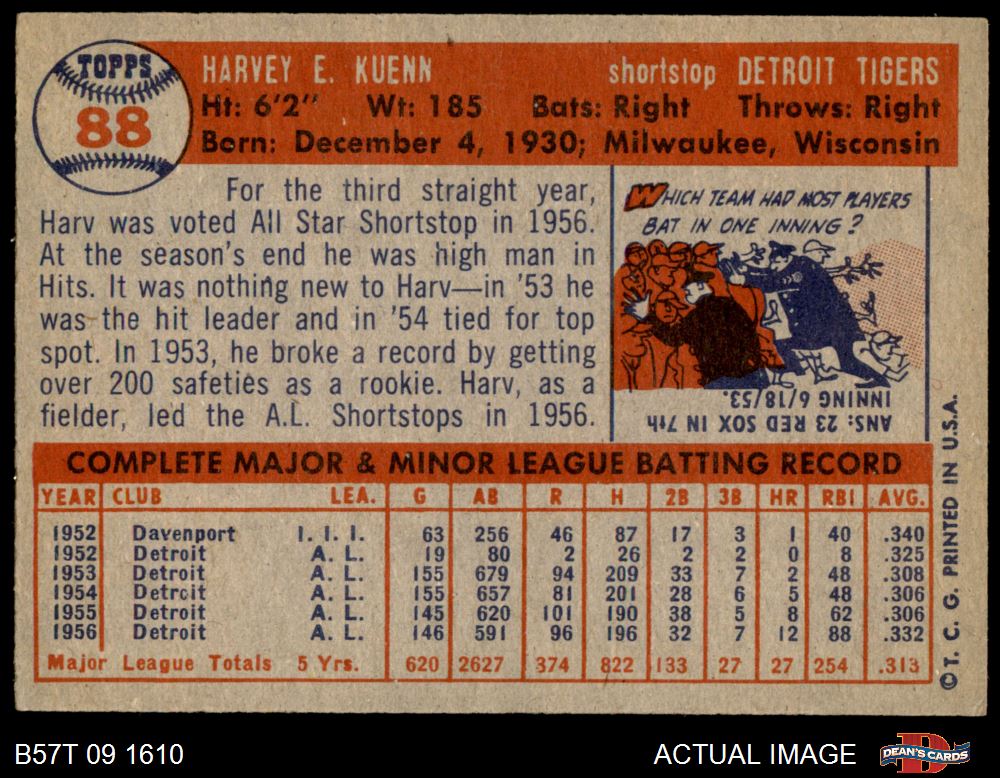 TOPPS
88
HARVEY E. KUENN shortstop DETROIT TIGERS
Ht: 6'2" Wt: 185 Bats: Right Throws: Right
Born: December 4, 1930; Milwaukee, Wisconsin
For the third straight year,
Harv was voted All Star Shortstop in 1956.
At the season's end he was high man in
Hits. It was nothing new to Harv—in '53 he
was the hit leader and in '54 tied for top
spot. In 1953, he broke a record by getting
over 200 safeties as a rookie. Harv, as a
fielder, led the A.L. Shortstops in 1956.
WHICH TEAM HAD MOST PLAYERS
BAT IN ONE INNING?
ANS: 23 RED SOX IN 7th
INNING 6/18/53.
COMPLETE MAJOR & MINOR LEAGUE BATTING RECORD
YEAR CLUB LEA. G AB R H 2B 3B HR RBI AVG.
1952 Davenport I. I. I. 63 256 46 87 17 3 1 40 .340
1952 Detroit A. L. 19 80 2 26 2 2 0 8 .325
1953 Detroit A. L. 155 679 94 209 33 7 2 48 .308
1954 Detroit A. L. 155 657 81 201 28 6 5 48 .306
1955 Detroit A. L. 145 620 101 190 38 5 8 62 .306
1956 Detroit A. L. 146 591 96 196 32 7 12 88 .332
Major League Totals 5 Yrs. 620 2627 374 822 133 27 27 254 .313
©T. C. G. PRINTED IN U.S.A.
B57T 09 1610
ACTUAL IMAGE
D
DEAN'S CARDS